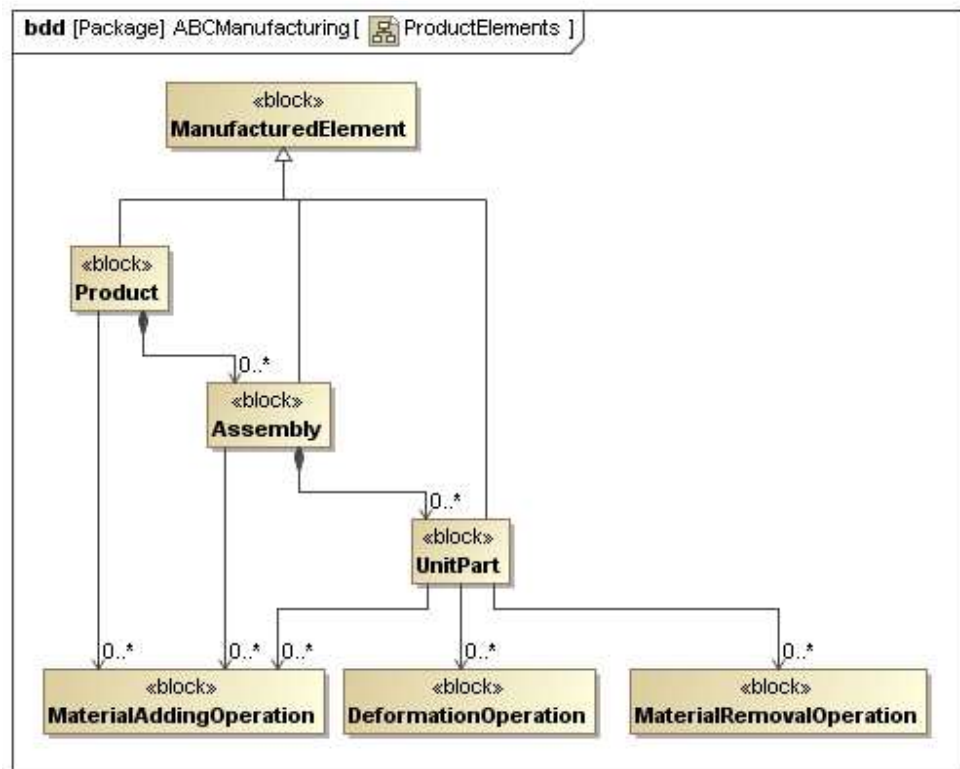 bdd [Package] ABCManufacturing[ ProductElements ]
«block»
ManufacturedElement
«block»
Product
0..*
«block»
Assembly
0..*
«block»
UnitPart
0..* 0..* 0..* 0..* 0..*
«block» «block» «block»
MaterialAddingOperation DeformationOperation MaterialRemovalOperation